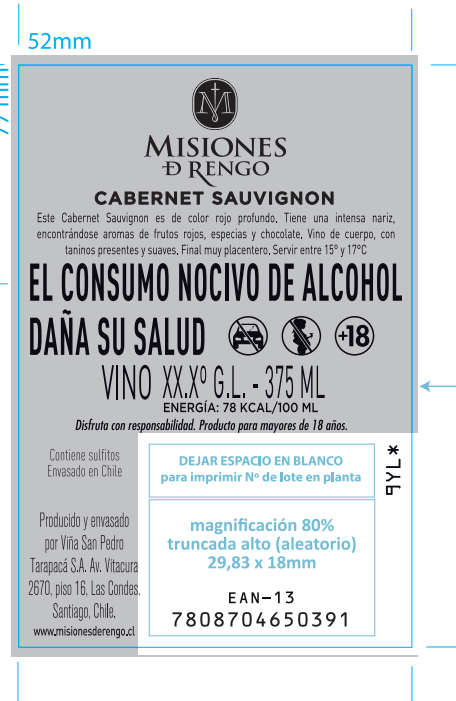 52mm
77 mm
M
MISIONES
Đ RENGO
CABERNET SAUVIGNON
Este Cabernet Sauvignon es de color rojo profundo. Tiene una intensa nariz,
encontrándose aromas de frutos rojos, especias y chocolate. Vino de cuerpo, con
taninos presentes y suaves. Final muy placentero. Servir entre 15° y 17°C
EL CONSUMO NOCIVO DE ALCOHOL
DAÑA SU SALUD
+18
VINO XX.Xº G.L. - 375 ML
ENERGÍA: 78 KCAL/100 ML
Disfruta con responsabilidad. Producto para mayores de 18 años.
Contiene sulfitos
Envasado en Chile
DEJAR ESPACIO EN BLANCO
para imprimir Nº de lote en planta
9YL*
Producido y envasado
por Viña San Pedro
Tarapacá S.A. Av. Vitacura
2670, piso 16, Las Condes,
Santiago, Chile.
www.misionesderengo.cl
magnificación 80%
truncada alto (aleatorio)
29,83 x 18mm
EAN-13
7808704650391